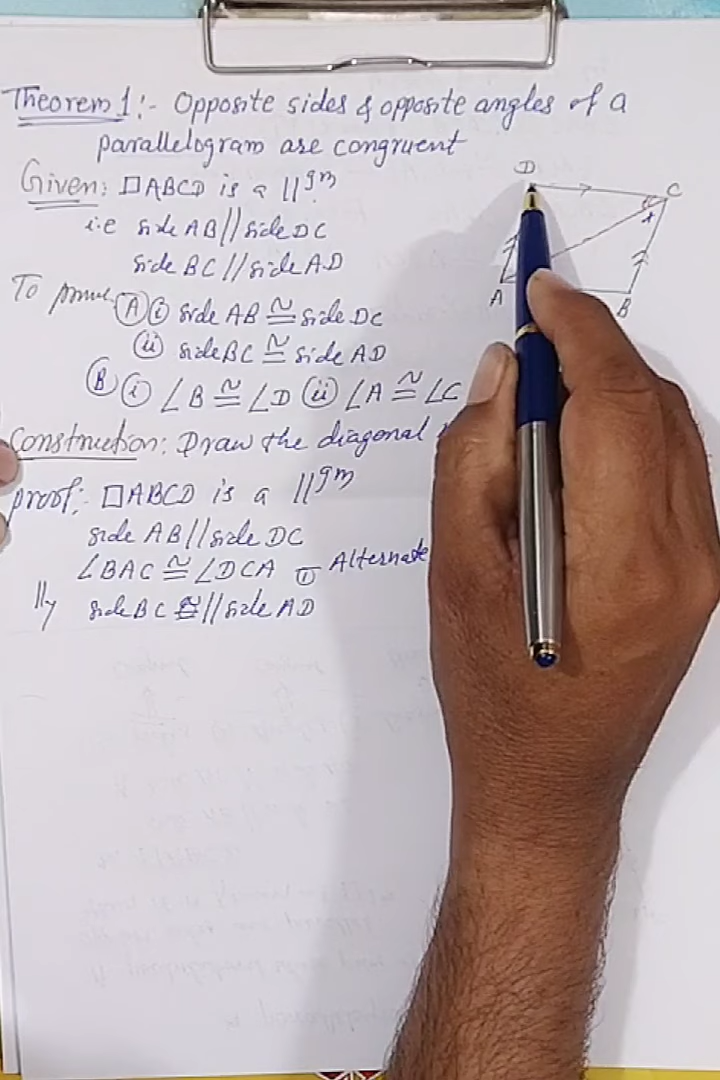 Theorem 1:- Opposite sides & opposite angles of a
parallelogram are congruent
Given: □ABCD is a ||gm
i.e side AB // side DC
side BC // side AD
To prove Ⓐ ⓘ side AB ≅ side DC
ⓘⓘ side BC ≅ side AD
Ⓑ ⓘ ∠B ≅ ∠D ⓘⓘ ∠A ≅ ∠C
Construction: Draw the diagonal
proof:- □ABCD is a ||gm
side AB // side DC
∠BAC ≅ ∠DCA ① Alternate
||ly side BC // side AD
D
C
x
A
B